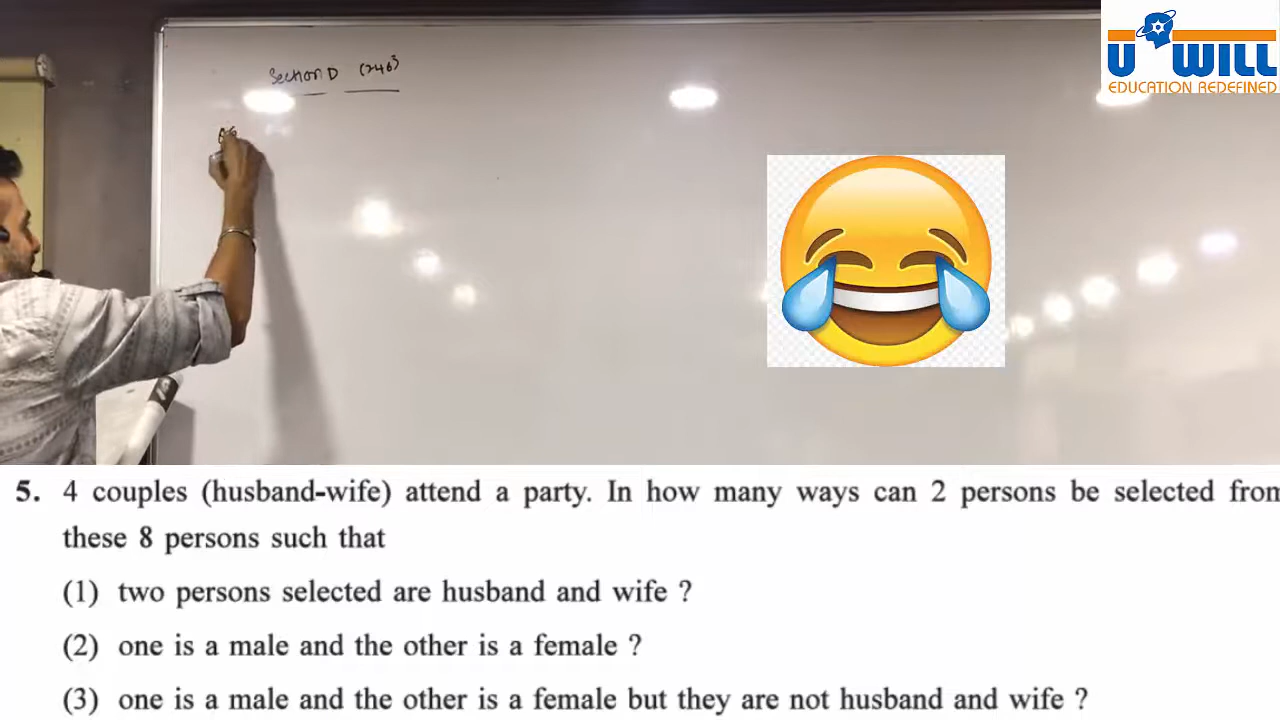 Section D
U WILL
EDUCATION REDEFINED
5. 4 couples (husband-wife) attend a party. In how many ways can 2 persons be selected from
these 8 persons such that
(1) two persons selected are husband and wife ?
(2) one is a male and the other is a female ?
(3) one is a male and the other is a female but they are not husband and wife ?